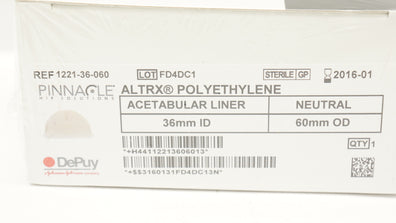 REF 1221-36-060
LOT FD4DC1
STERILE GP
2016-01
PINNACLE
HIP SOLUTIONS
ALTRX® POLYETHYLENE
ACETABULAR LINER
NEUTRAL
36mm ID
60mm OD
*+H44112213606013*
QTY 1
DePuy
*+$$3160131FD4DC13N*